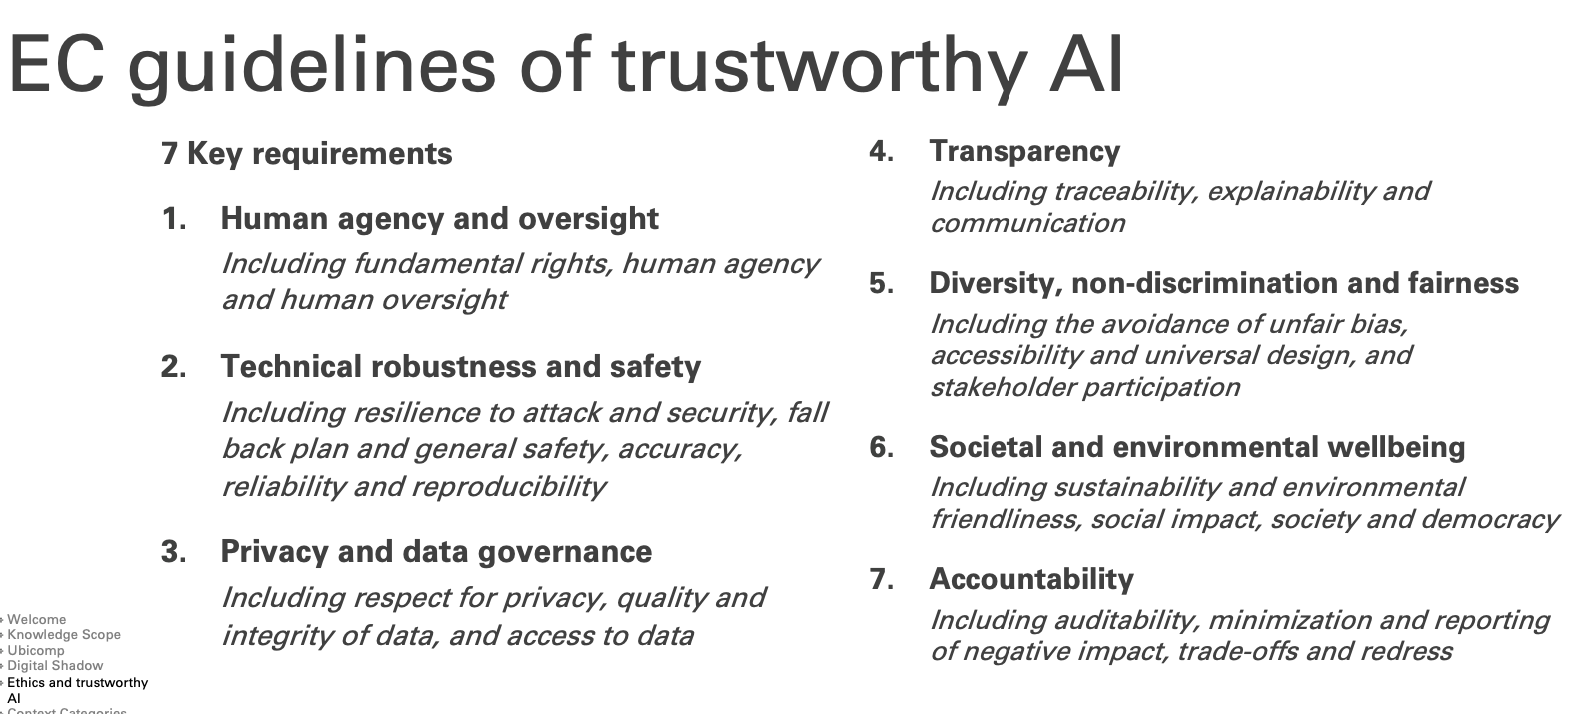 EC guidelines of trustworthy AI
7 Key requirements
1. Human agency and oversight
Including fundamental rights, human agency
and human oversight
2. Technical robustness and safety
Including resilience to attack and security, fall
back plan and general safety, accuracy,
reliability and reproducibility
3. Privacy and data governance
Including respect for privacy, quality and
integrity of data, and access to data
4. Transparency
Including traceability, explainability and
communication
5. Diversity, non-discrimination and fairness
Including the avoidance of unfair bias,
accessibility and universal design, and
stakeholder participation
6. Societal and environmental wellbeing
Including sustainability and environmental
friendliness, social impact, society and democracy
7. Accountability
Including auditability, minimization and reporting
of negative impact, trade-offs and redress
Welcome
Knowledge Scope
Ubicomp
Digital Shadow
Ethics and trustworthy
AI
Context Categories